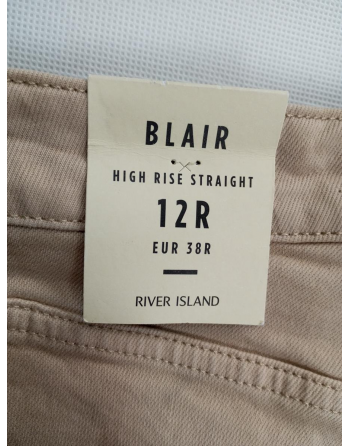 BLAIR
HIGH RISE STRAIGHT
12R
EUR 38R
RIVER ISLAND